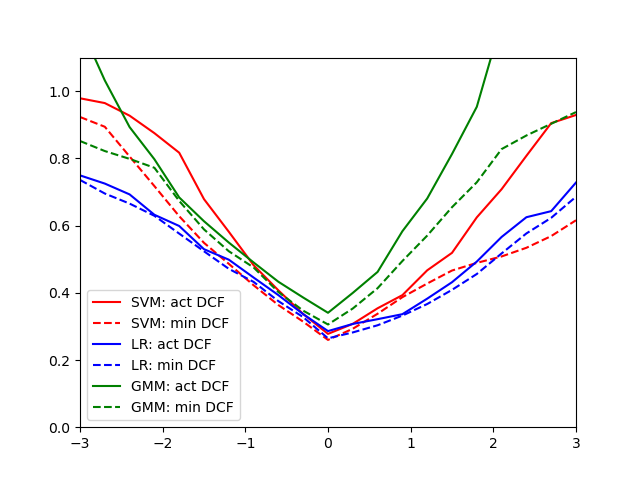 1.0
0.8
0.6
0.4
0.2
0.0
SVM: act DCF
SVM: min DCF
LR: act DCF
LR: min DCF
GMM: act DCF
GMM: min DCF
−3 −2 −1 0 1 2 3